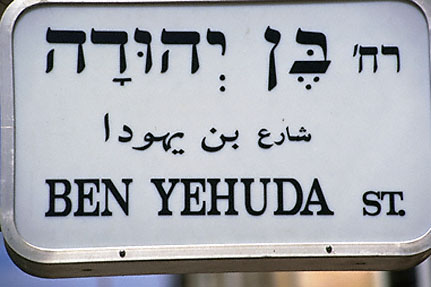 רח' בֶּן יְהוּדָה
شارع بن يهودا
BEN YEHUDA ST.